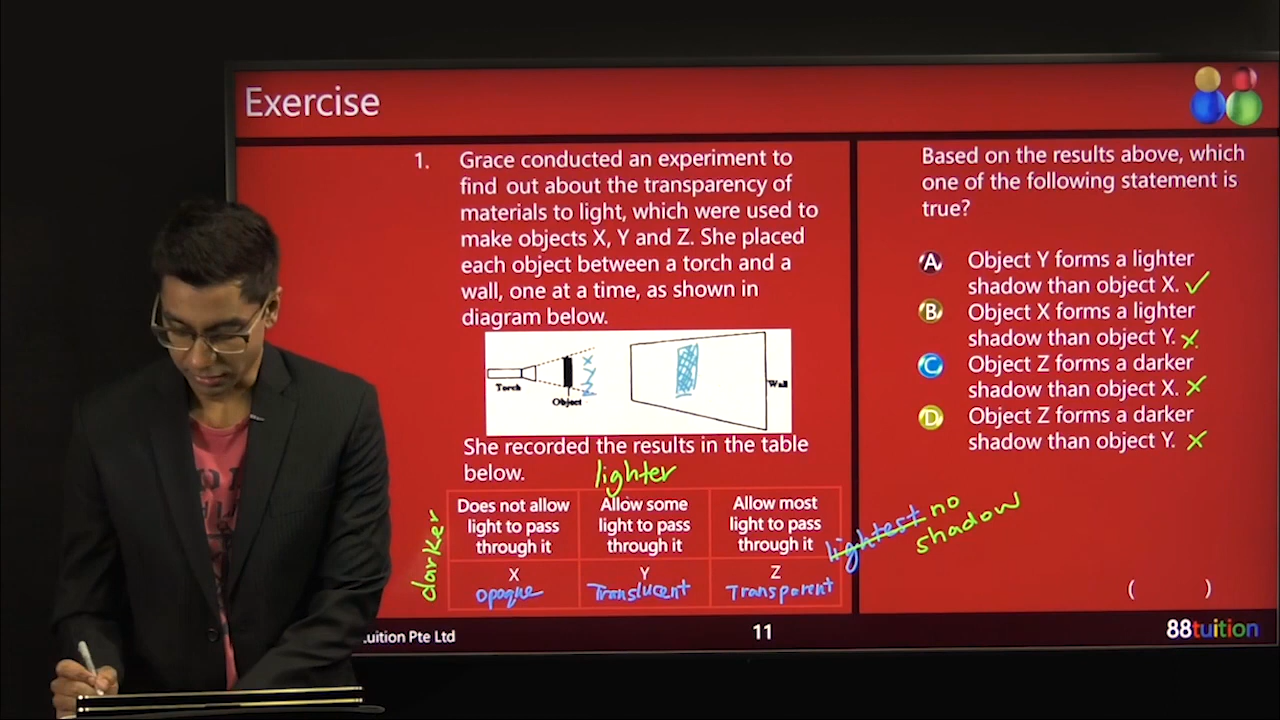 Exercise
1. Grace conducted an experiment to
find out about the transparency of
materials to light, which were used to
make objects X, Y and Z. She placed
each object between a torch and a
wall, one at a time, as shown in
diagram below.
Torch
Object
X
Y
Z
Wall
She recorded the results in the table
below.
lighter
darker
Does not allow
light to pass
through it
Allow some
light to pass
through it
Allow most
light to pass
through it
X
opaque
Y
Translucent
Z
Transparent
lightest no
shadow
Based on the results above, which
one of the following statement is
true?
A Object Y forms a lighter
shadow than object X. ✓
B Object X forms a lighter
shadow than object Y. ✗
C Object Z forms a darker
shadow than object X. ✗
D Object Z forms a darker
shadow than object Y. ✗
( )
tuition Pte Ltd
11
88tuition